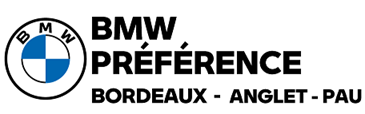 BMW
BMW
PRÉFÉRENCE
BORDEAUX - ANGLET - PAU